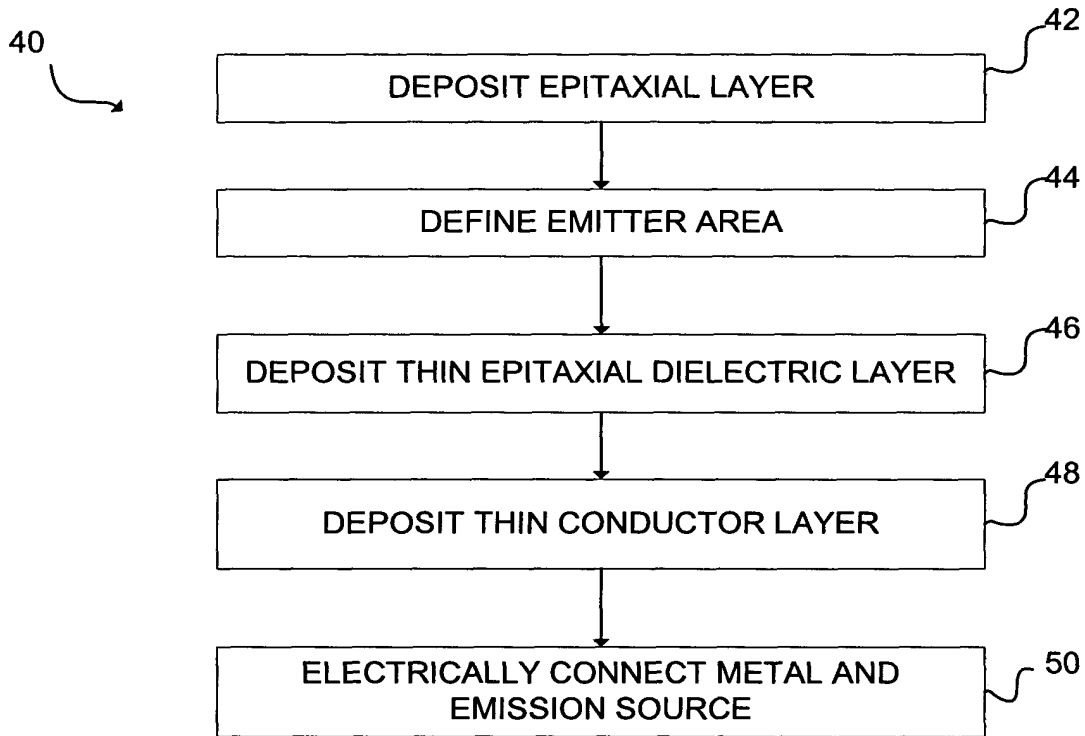 40
42
DEPOSIT EPITAXIAL LAYER
44
DEFINE EMITTER AREA
46
DEPOSIT THIN EPITAXIAL DIELECTRIC LAYER
48
DEPOSIT THIN CONDUCTOR LAYER
50
ELECTRICALLY CONNECT METAL AND
EMISSION SOURCE